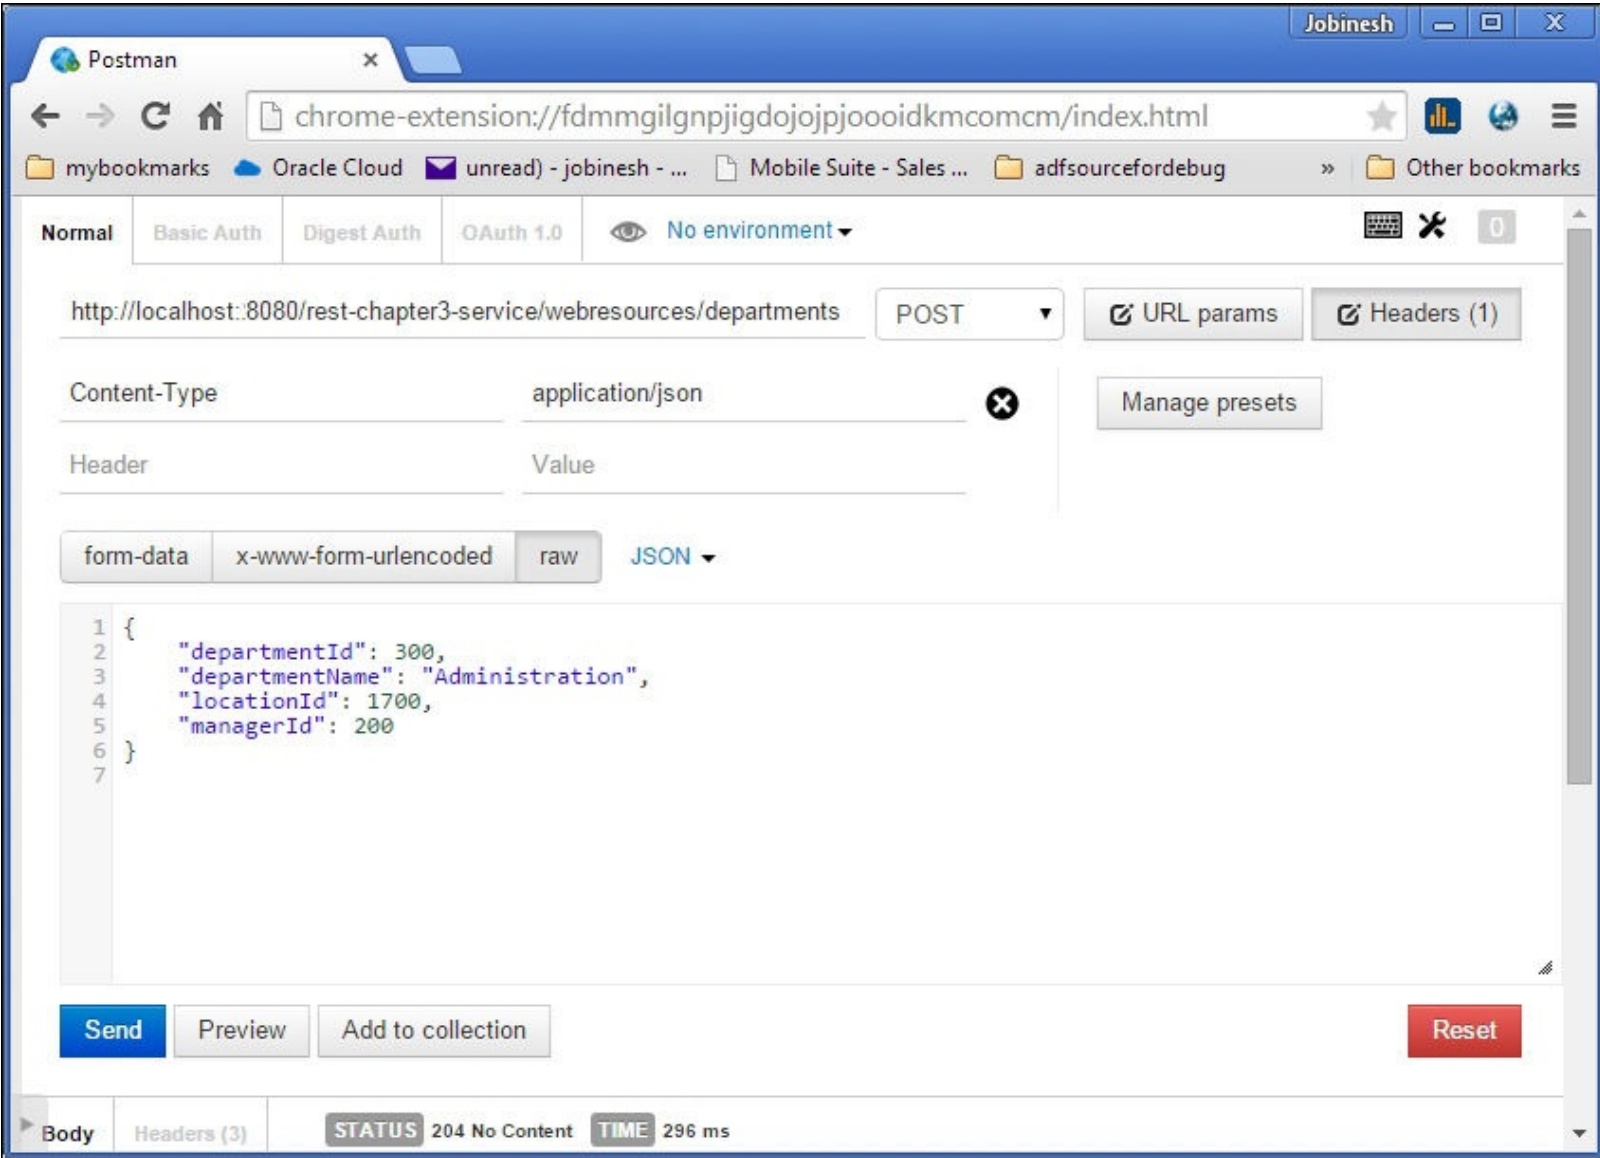 Jobinesh
Postman
chrome-extension://fdmmgilgnpjigdojojpjoooidkmcomcm/index.html
mybookmarks Oracle Cloud unread) - jobinesh - ... Mobile Suite - Sales ... adfsourcefordebug » Other bookmarks
Normal Basic Auth Digest Auth OAuth 1.0 No environment 0
http://localhost::8080/rest-chapter3-service/webresources/departments POST URL params Headers (1)
Content-Type application/json Manage presets
Header Value
form-data x-www-form-urlencoded raw JSON
1 {
2 "departmentId": 300,
3 "departmentName": "Administration",
4 "locationId": 1700,
5 "managerId": 200
6 }
7
Send Preview Add to collection Reset
Body Headers (3) STATUS 204 No Content TIME 296 ms